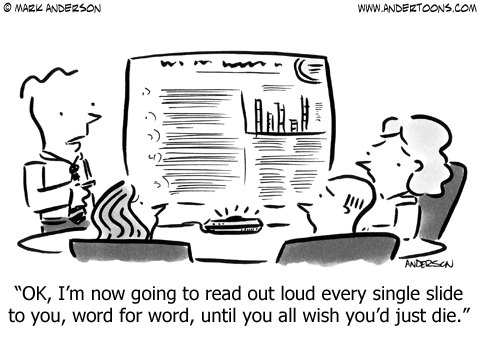 © MARK ANDERSON
WWW.ANDERTOONS.COM
ANDERSON
“OK, I’m now going to read out loud every single slide
to you, word for word, until you all wish you’d just die.”